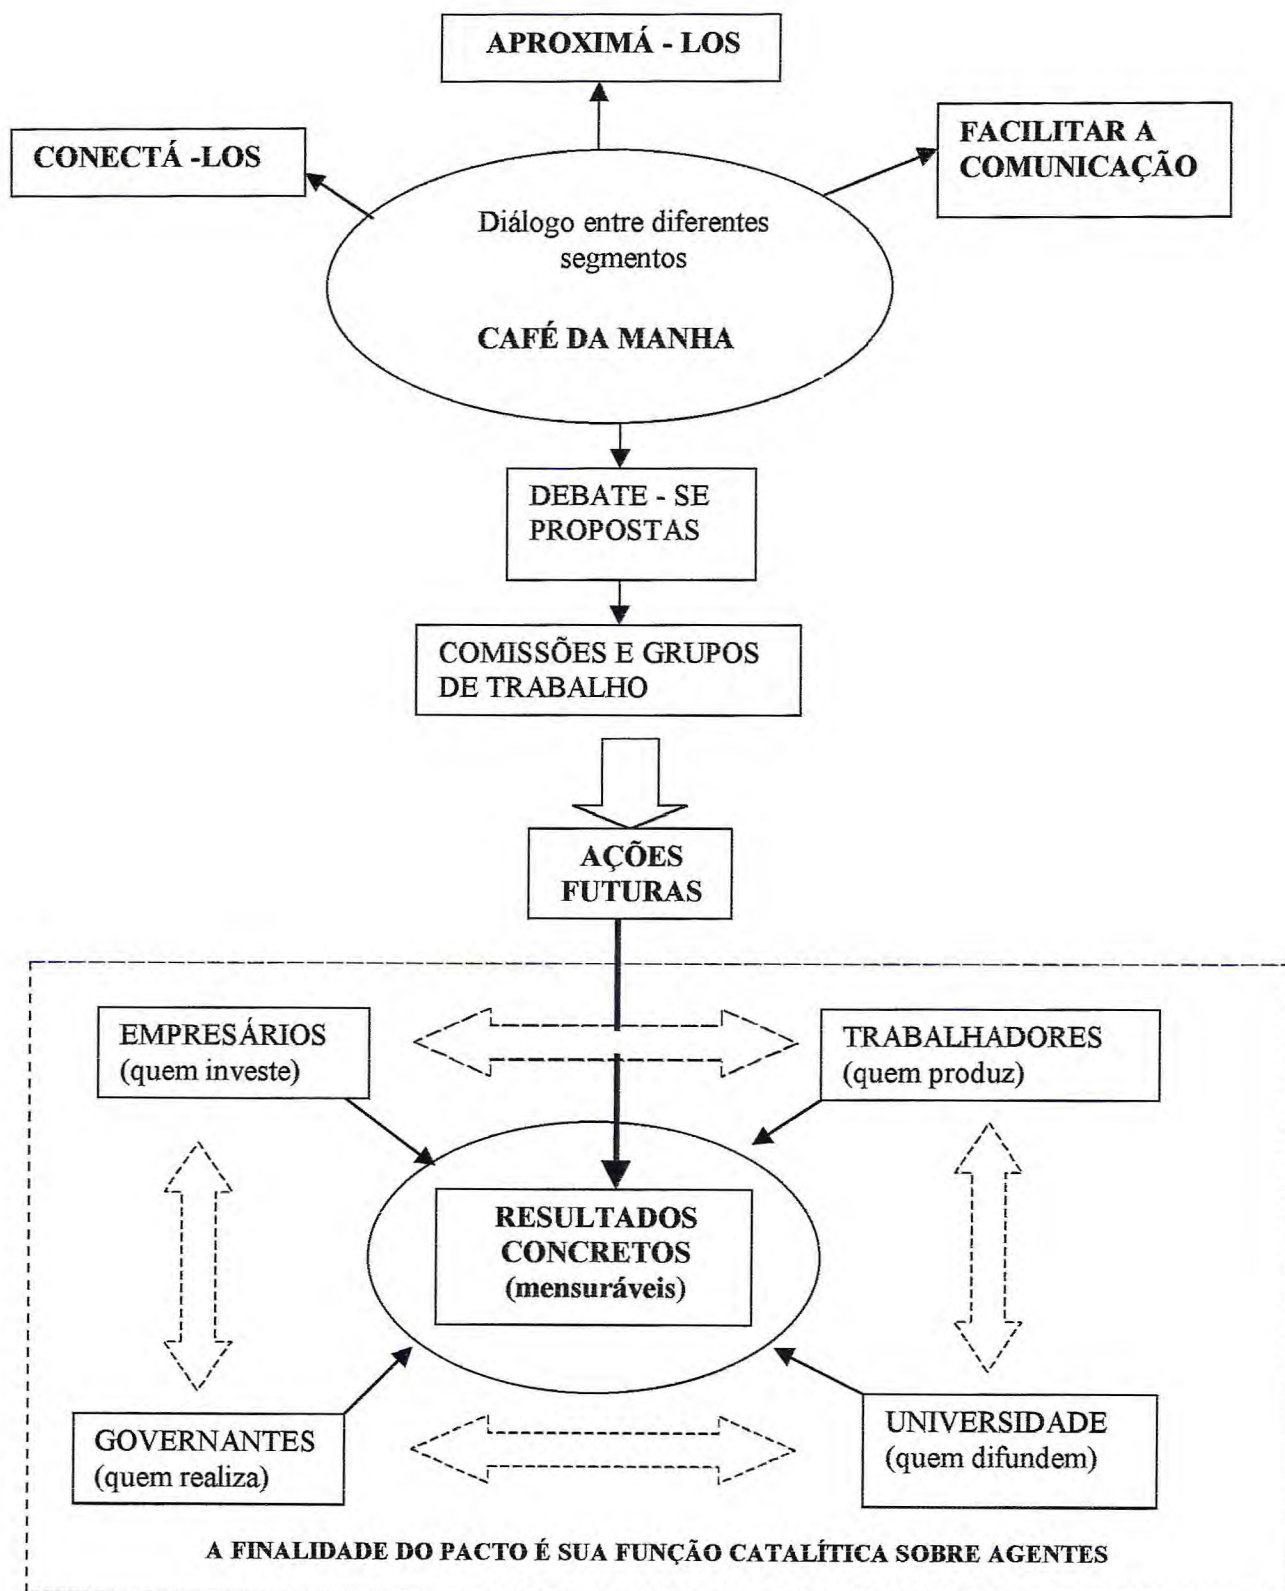 APROXIMÁ - LOS
CONECTÁ -LOS
FACILITAR A
COMUNICAÇÃO
Diálogo entre diferentes
segmentos
CAFÉ DA MANHA
DEBATE - SE
PROPOSTAS
COMISSÕES E GRUPOS
DE TRABALHO
AÇÕES
FUTURAS
EMPRESÁRIOS
(quem investe)
TRABALHADORES
(quem produz)
RESULTADOS
CONCRETOS
(mensuráveis)
GOVERNANTES
(quem realiza)
UNIVERSIDADE
(quem difundem)
A FINALIDADE DO PACTO É SUA FUNÇÃO CATALÍTICA SOBRE AGENTES